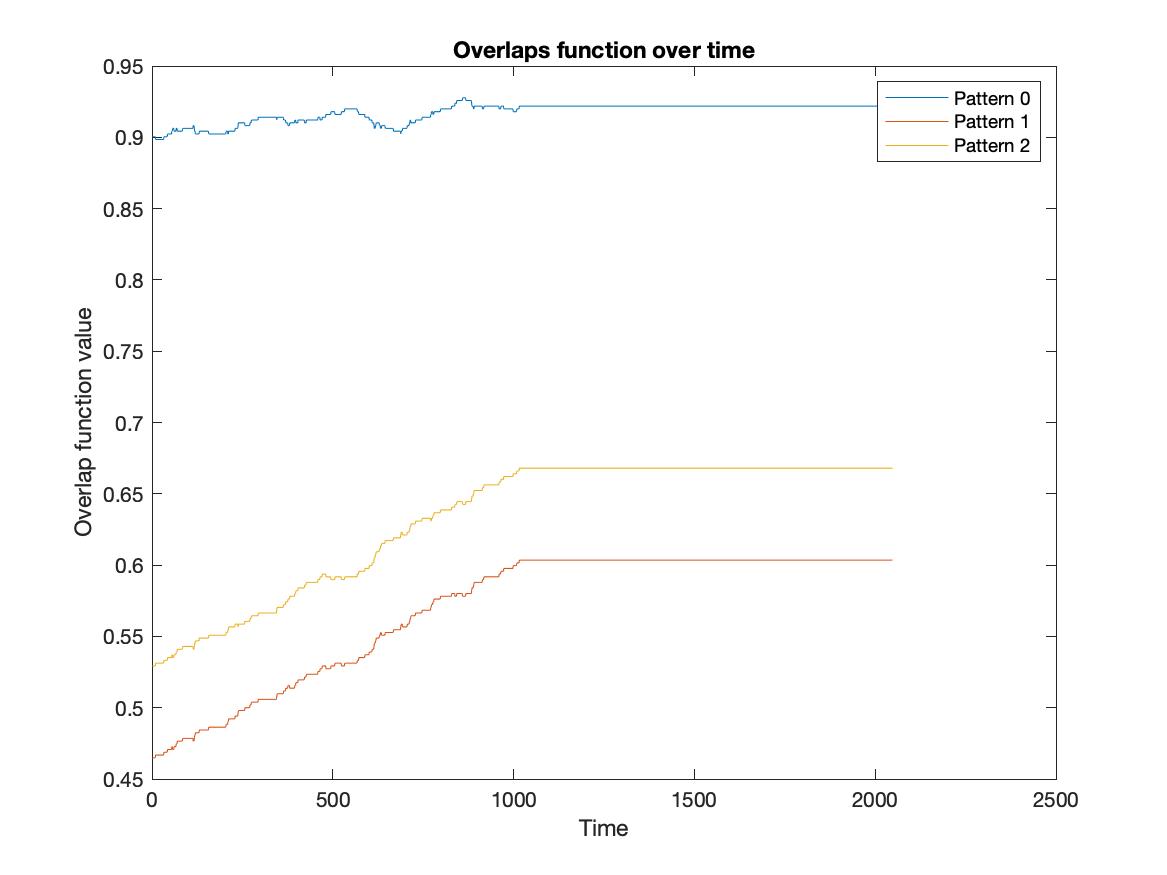 Overlaps function over time
0.95
0.9
0.85
0.8
0.75
0.7
0.65
0.6
0.55
0.5
0.45
Overlap function value
Pattern 0
Pattern 1
Pattern 2
0 500 1000 1500 2000 2500
Time